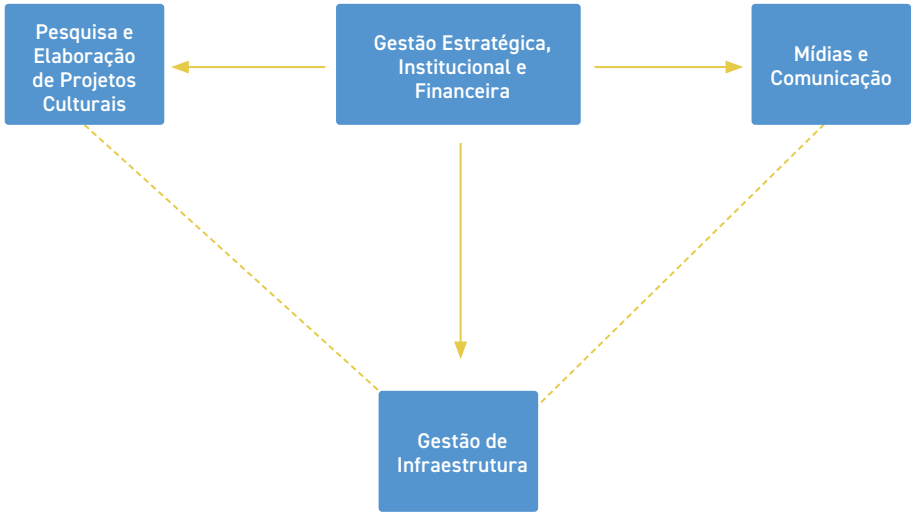 Pesquisa e
Elaboração
de Projetos
Culturais
Gestão Estratégica,
Institucional e
Financeira
Mídias e
Comunicação
Gestão de
Infraestrutura